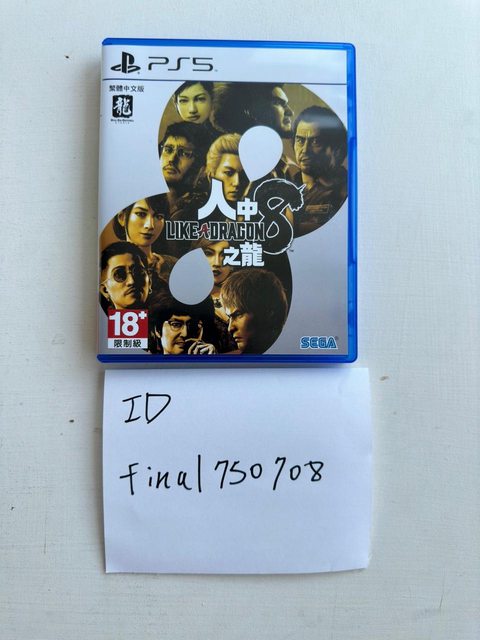 PS5
繁體中文版
龍
人中
LIKE A DRAGON 8
之龍
18+
限制級
SEGA
ID
final750708